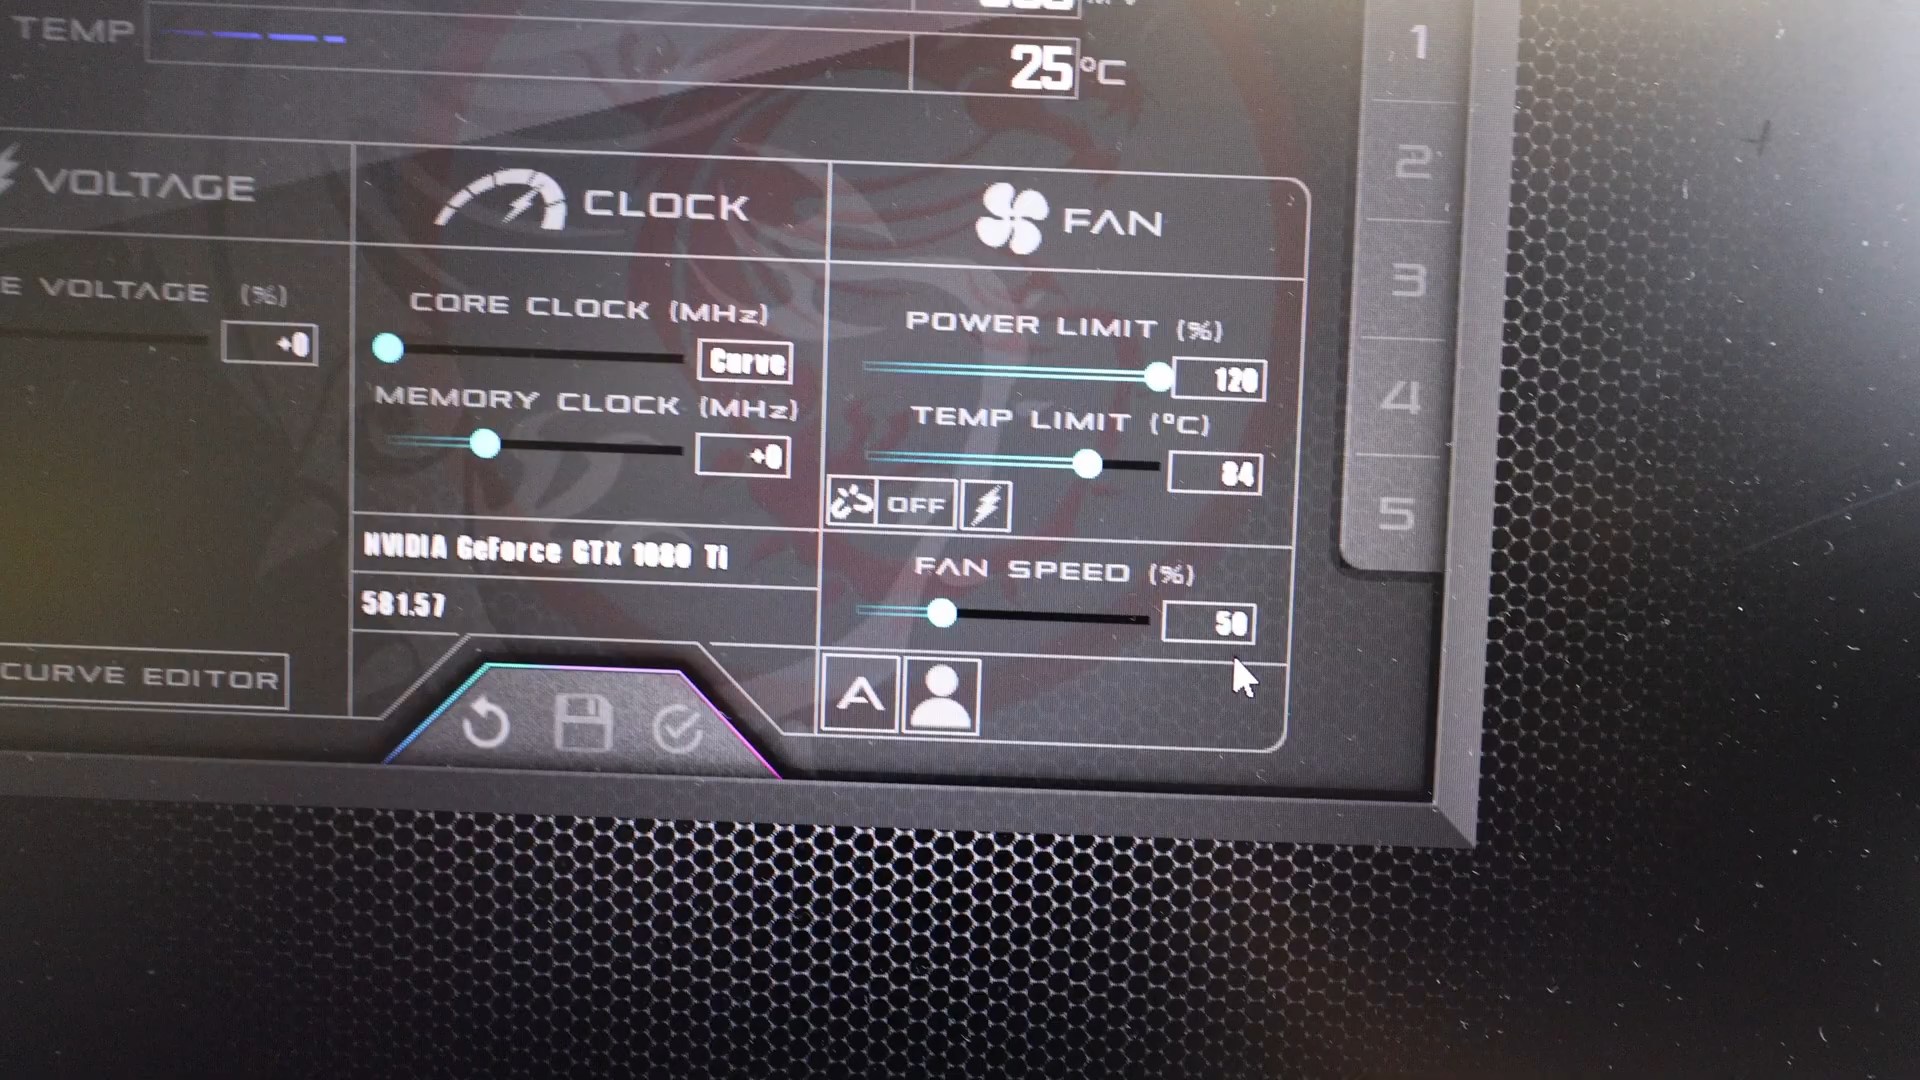 TEMP
25 °C
VOLTAGE
CLOCK
FAN
E VOLTAGE (%)
+0
CORE CLOCK (MHz)
Curve
MEMORY CLOCK (MHz)
+0
POWER LIMIT (%)
120
TEMP LIMIT (°C)
84
OFF
NVIDIA GeForce GTX 1080 Ti
581.57
FAN SPEED (%)
50
CURVE EDITOR
A
1
2
3
4
5